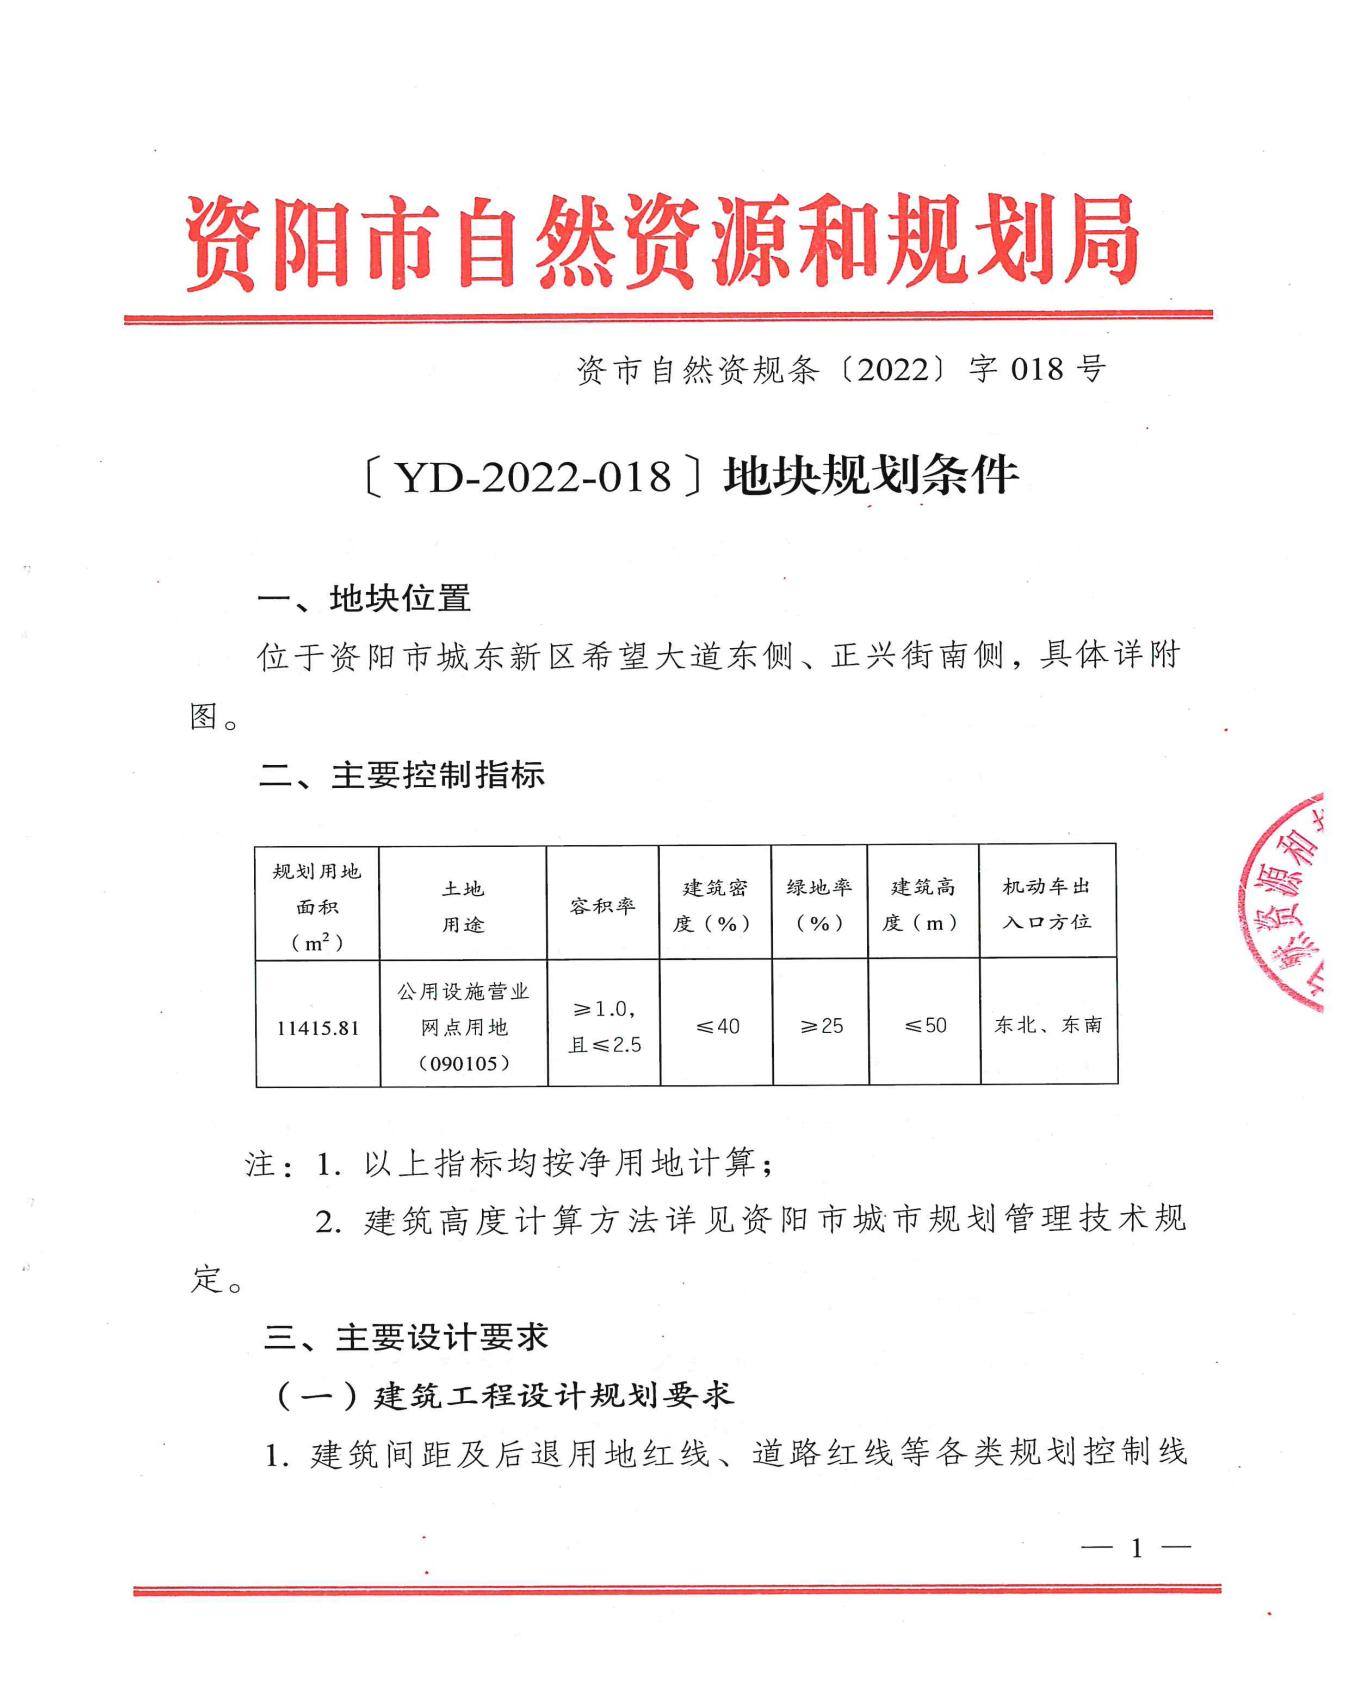 资阳市自然资源和规划局
资市自然资规条〔2022〕字 018 号
〔YD-2022-018〕地块规划条件
一、地块位置
位于资阳市城东新区希望大道东侧、正兴街南侧，具体详附
图。
二、主要控制指标
规划用地
面积
（m²）
土地
用途
容积率
建筑密
度（%）
绿地率
（%）
建筑高
度（m）
机动车出
入口方位
11415.81
公用设施营业
网点用地
（090105）
≥1.0，
且≤2.5
≤40
≥25
≤50
东北、东南
注：1. 以上指标均按净用地计算；
2. 建筑高度计算方法详见资阳市城市规划管理技术规
定。
三、主要设计要求
（一）建筑工程设计规划要求
1. 建筑间距及后退用地红线、道路红线等各类规划控制线
— 1 —
然资源和